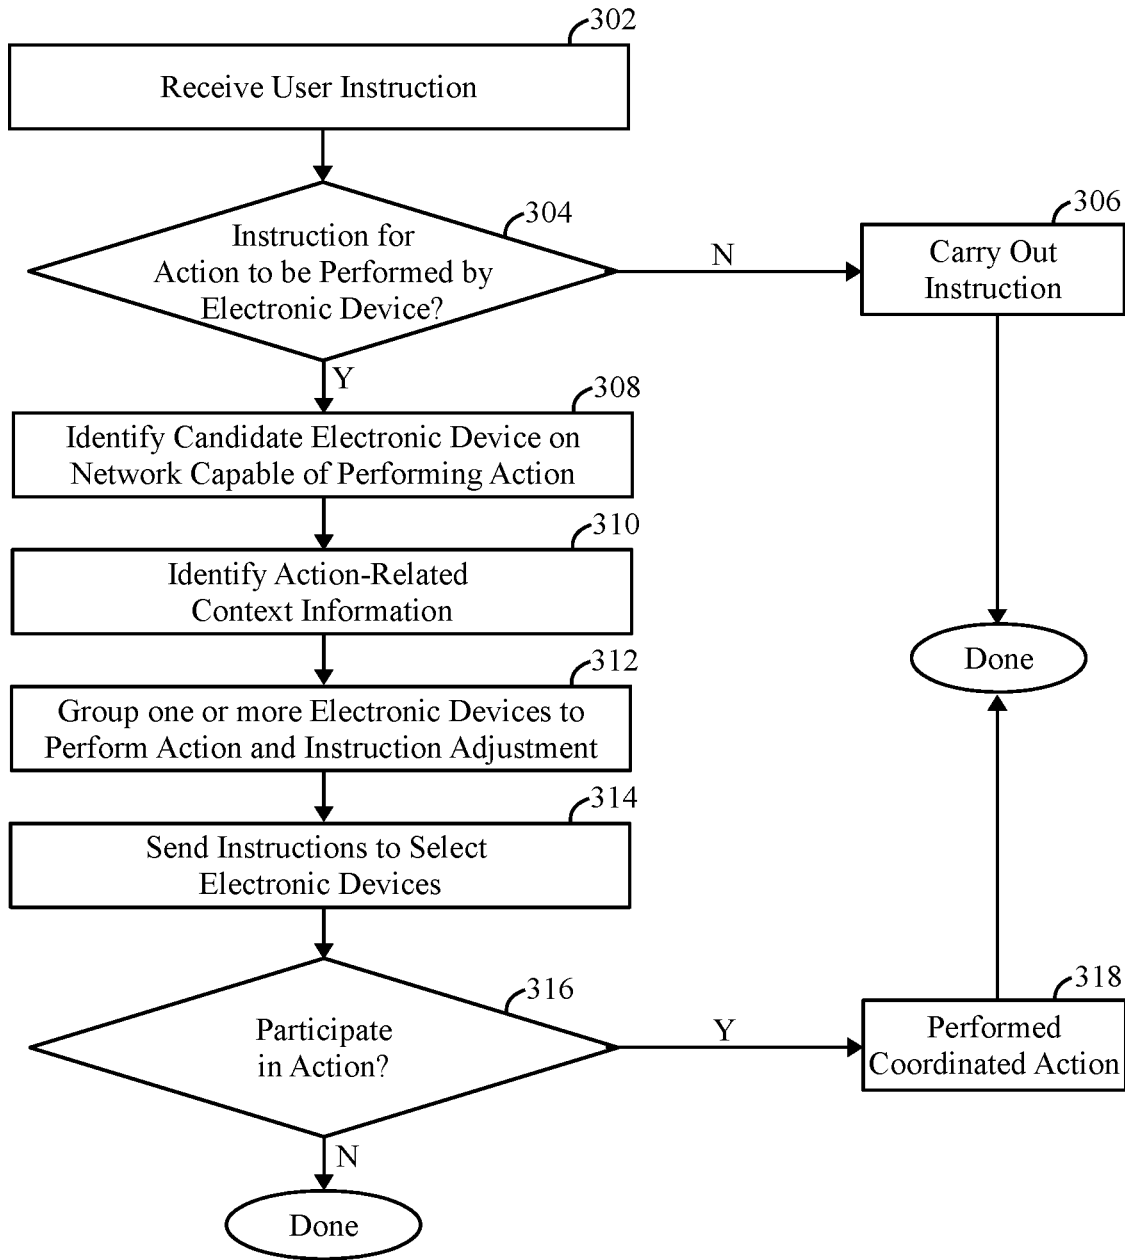 302
Receive User Instruction
304
Instruction for
Action to be Performed by
Electronic Device?
N
306
Carry Out
Instruction
Y
308
Identify Candidate Electronic Device on
Network Capable of Performing Action
310
Identify Action-Related
Context Information
Done
312
Group one or more Electronic Devices to
Perform Action and Instruction Adjustment
314
Send Instructions to Select
Electronic Devices
316
Participate
in Action?
Y
318
Performed
Coordinated Action
N
Done